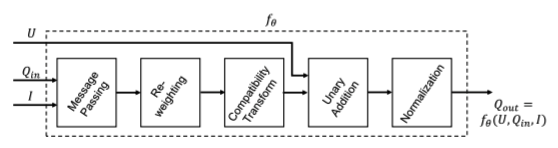 f_θ
U
Q_in
I
Message
Passing
Re-
weighting
Compatibility
Transform
Unary
Addition
Normalization
Q_out =
f_θ(U, Q_in, I)